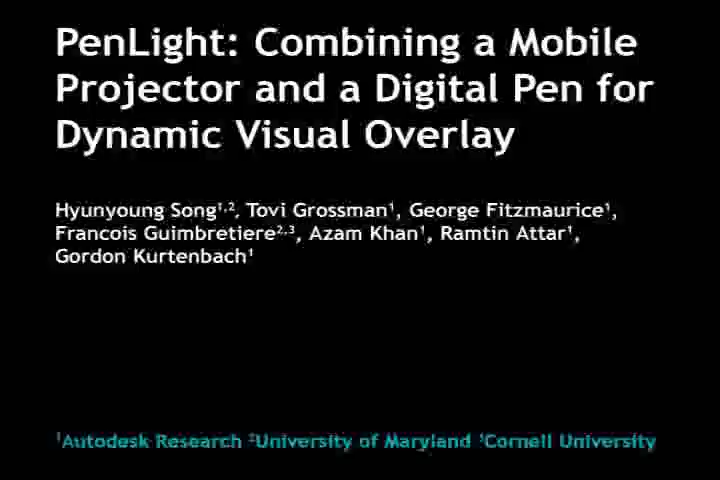 PenLight: Combining a Mobile
Projector and a Digital Pen for
Dynamic Visual Overlay
Hyunyoung Song¹·², Tovi Grossman¹, George Fitzmaurice¹,
Francois Guimbretiere²·³, Azam Khan¹, Ramtin Attar¹,
Gordon Kurtenbach¹
¹Autodesk Research ²University of Maryland ³Cornell University